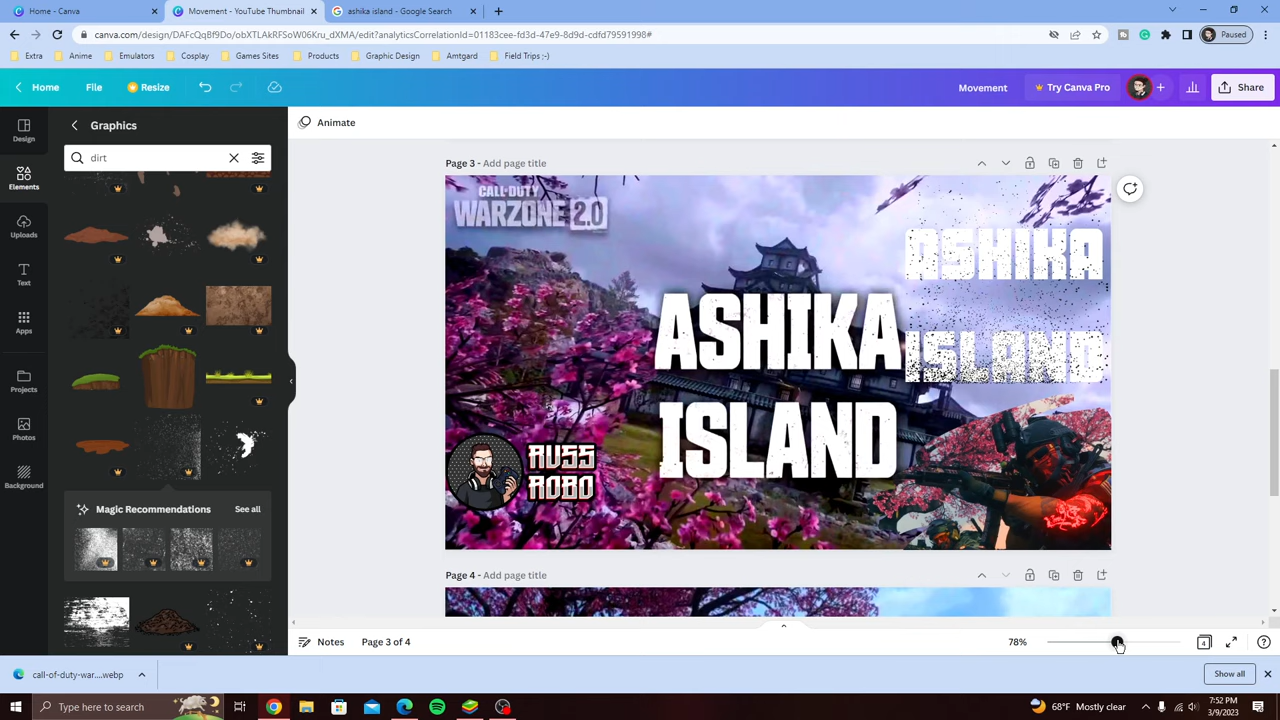 Home - Canva
Movement - YouTube Thumbnail
ashika island - Google Search
canva.com/design/DAFcQqBf9Do/obXTLAkRFSoW06Kru_dXMA/edit?analyticsCorrelationId=01183cee-fd3d-47e9-8d9d-cdfd79591998#
Paused
Extra
Anime
Emulators
Cosplay
Games Sites
Products
Graphic Design
Amtgard
Field Trips ;-)
Home
File
Resize
Movement
Try Canva Pro
Share
Design
Elements
Uploads
Text
Apps
Projects
Photos
Background
Graphics
dirt
Magic Recommendations
See all
Animate
Page 3 - Add page title
CALL·DUTY
WARZONE 2.0
ASHIKA
ISLAND
ASHIKA
ISLAND
RUSS
ROBO
Page 4 - Add page title
Notes
Page 3 of 4
78%
4
call-of-duty-war....webp
Show all
Type here to search
68°F Mostly clear
7:52 PM
3/9/2023